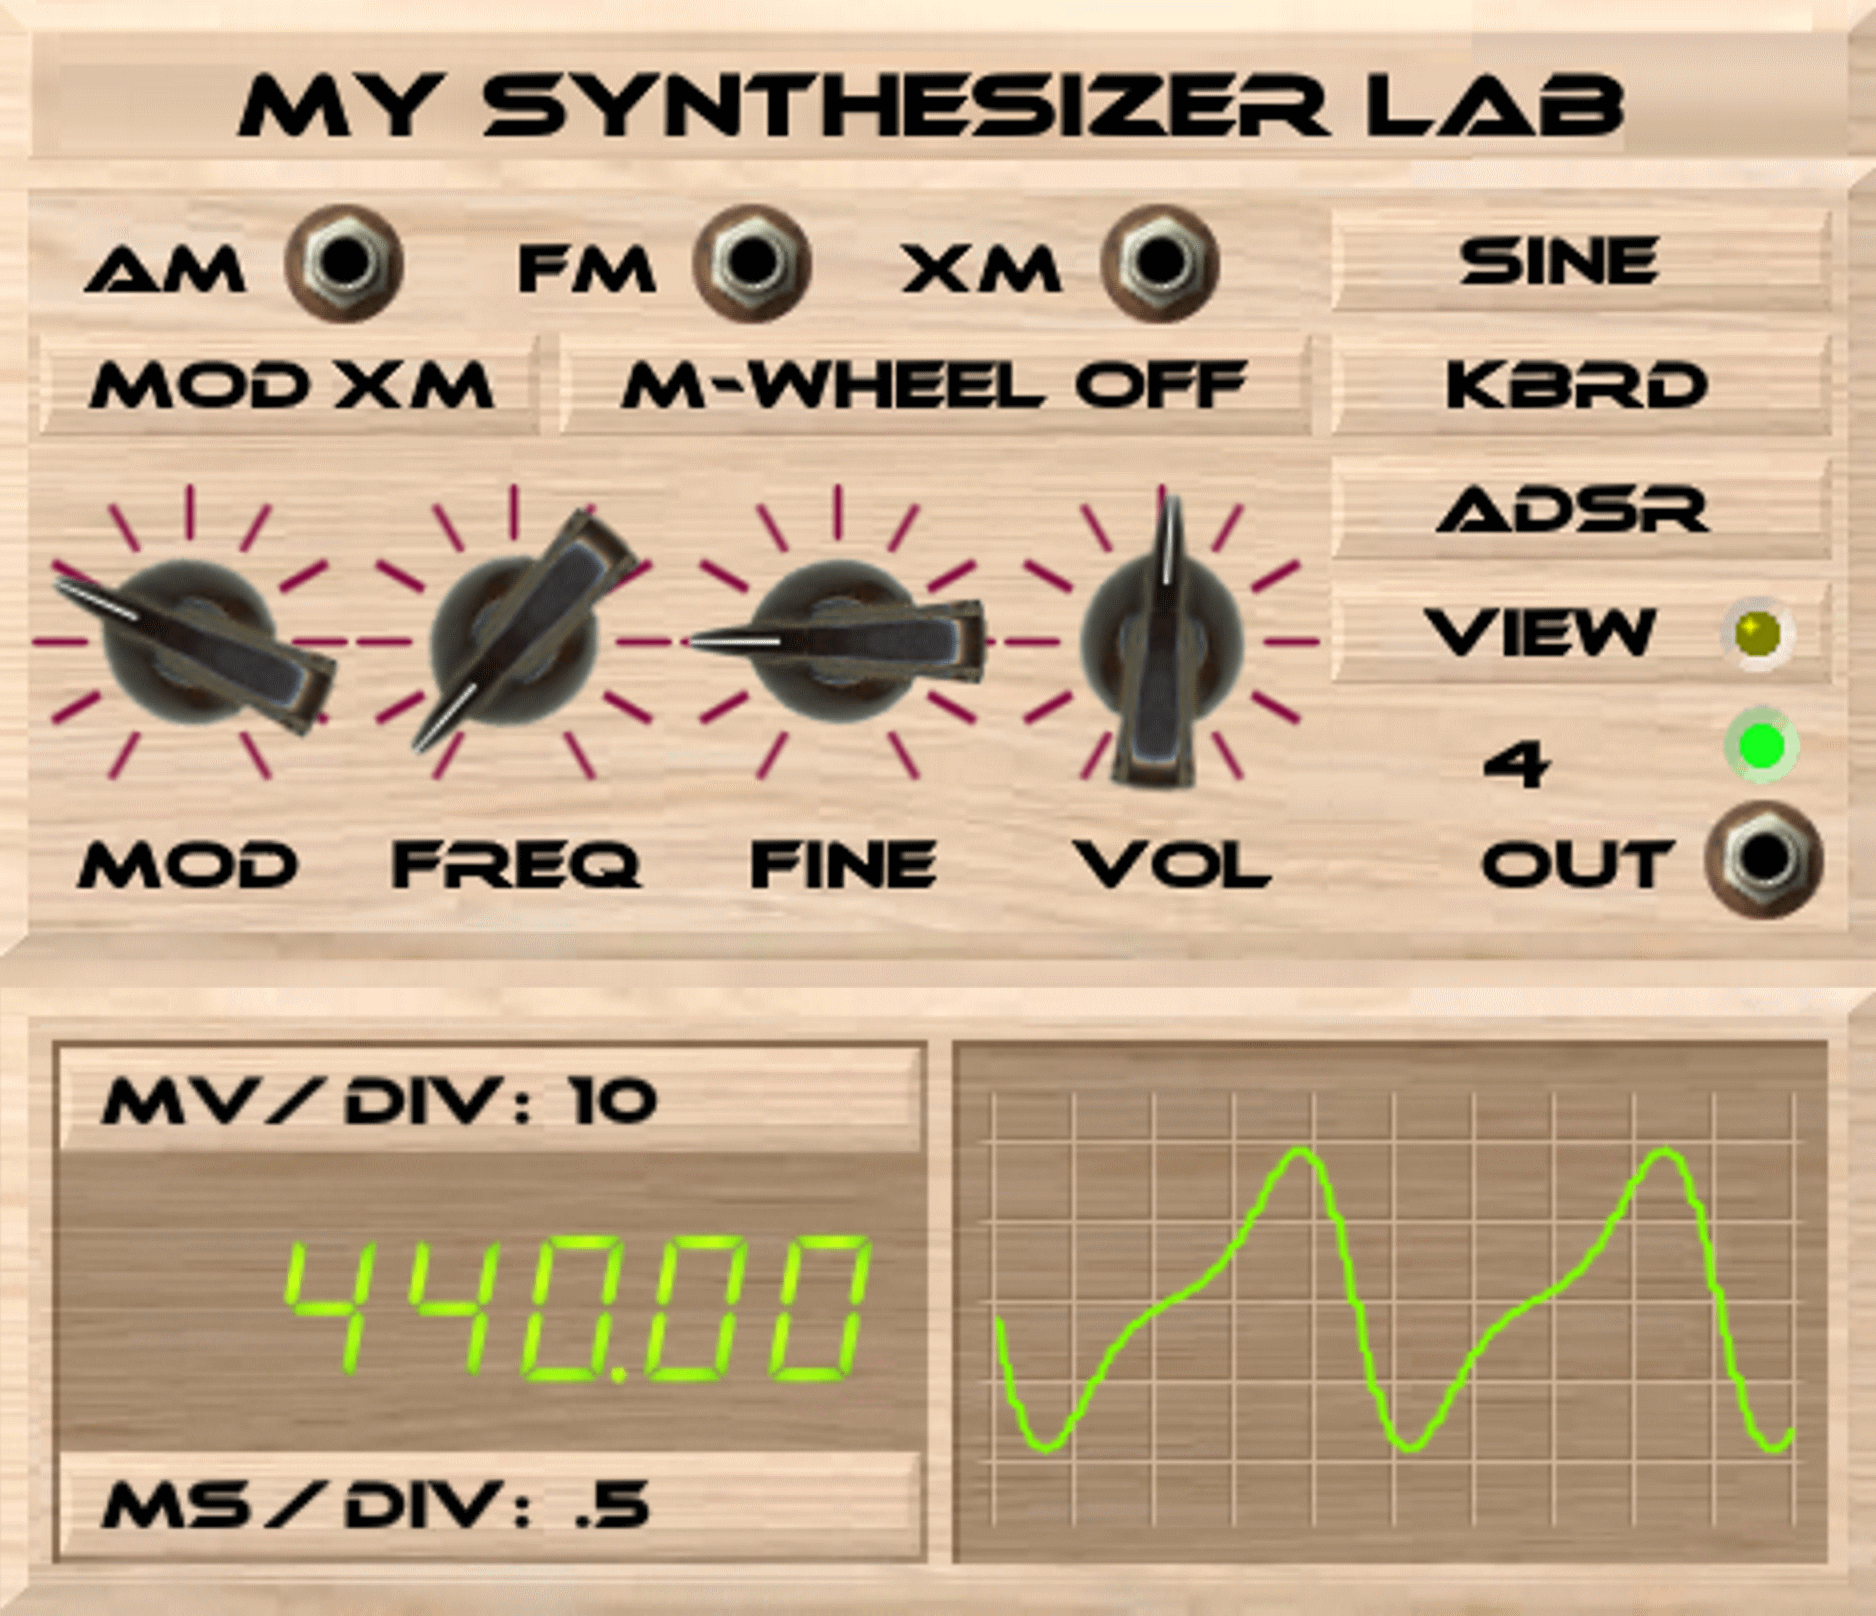 MY SYNTHESIZER LAB
AM FM XM SINE
MOD XM M-WHEEL OFF KBRD
ADSR
VIEW
4
MOD FREQ FINE VOL OUT
MV/DIV: 10
440.00
MS/DIV: .5